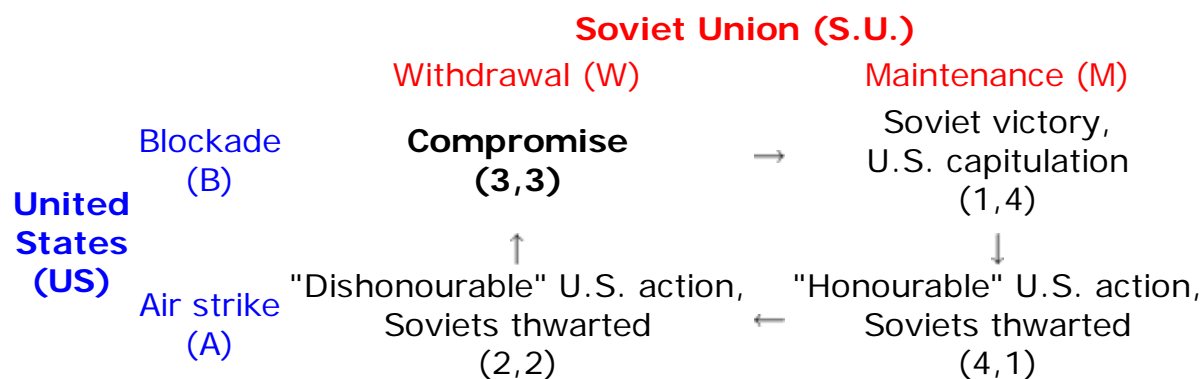 Soviet Union (S.U.)
Withdrawal (W)
Maintenance (M)
Blockade
(B)
Compromise
(3,3)
→
Soviet victory,
U.S. capitulation
(1,4)
United
States
(US)
↑
↓
Air strike
(A)
"Dishonourable" U.S. action,
Soviets thwarted
(2,2)
←
"Honourable" U.S. action,
Soviets thwarted
(4,1)